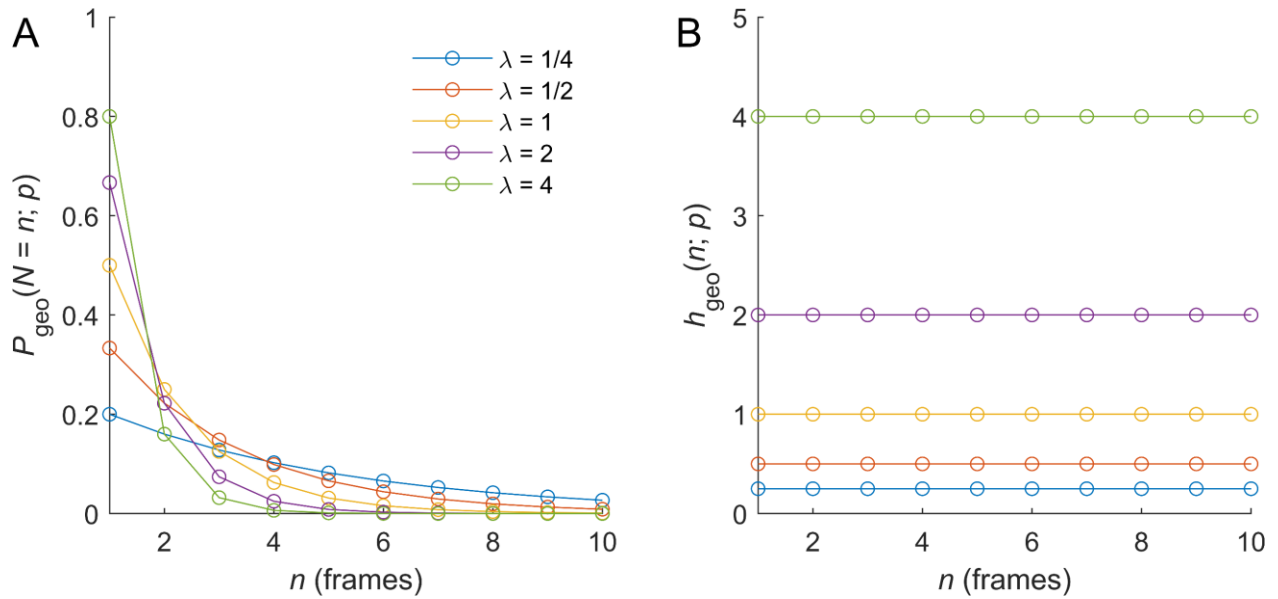 A
1
0.8
0.6
0.4
0.2
0
P_geo(N = n; p)
λ = 1/4
λ = 1/2
λ = 1
λ = 2
λ = 4
2 4 6 8 10
n (frames)
B
5
4
3
2
1
0
h_geo(n; p)
2 4 6 8 10
n (frames)